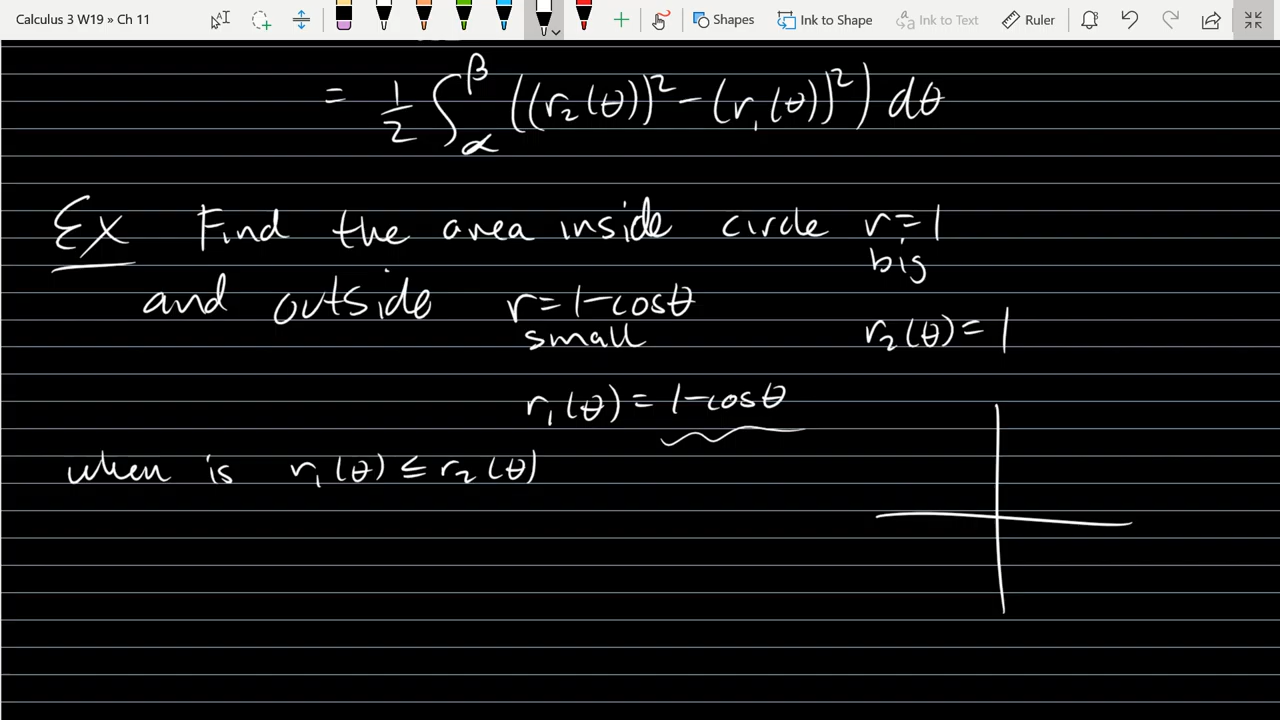 Calculus 3 W19 » Ch 11 Shapes Ink to Shape Ink to Text Ruler
= 1/2 ∫_α^β ((r₂(θ))² − (r₁(θ))²) dθ
Ex Find the area inside circle r=1
big
and outside r=1−cosθ
small
r₂(θ) = 1
r₁(θ) = 1−cosθ
when is r₁(θ) ≤ r₂(θ)